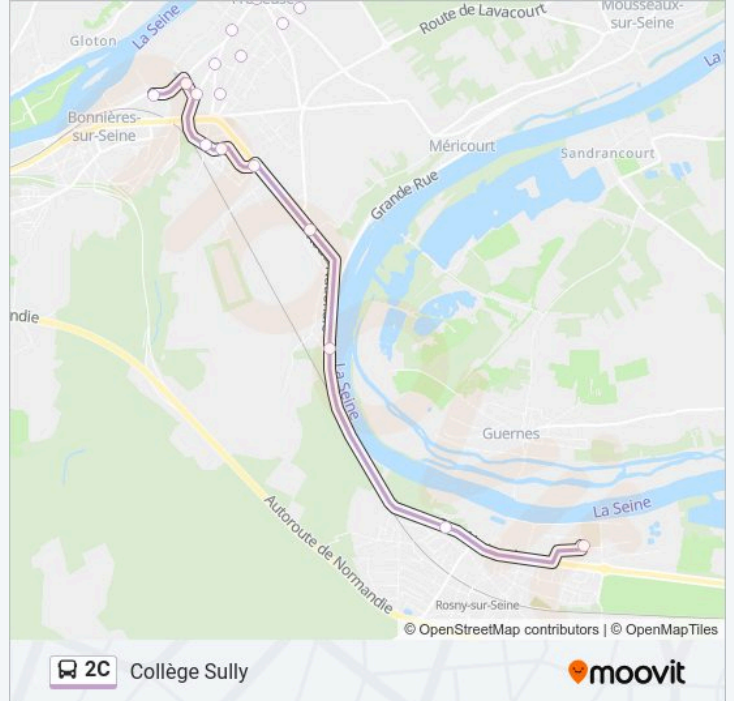 Mousseaux-
sur-Seine
Route de Lavacourt
La Seine
Gloton
La
Bonnières-
sur-Seine
Méricourt
Sandrancourt
Grande Rue
ndie
La Seine
Guernes
La Seine
Autoroute de Normandie
Rosny-sur-Seine
© OpenStreetMap contributors | © OpenMapTiles
2C Collège Sully
moovit